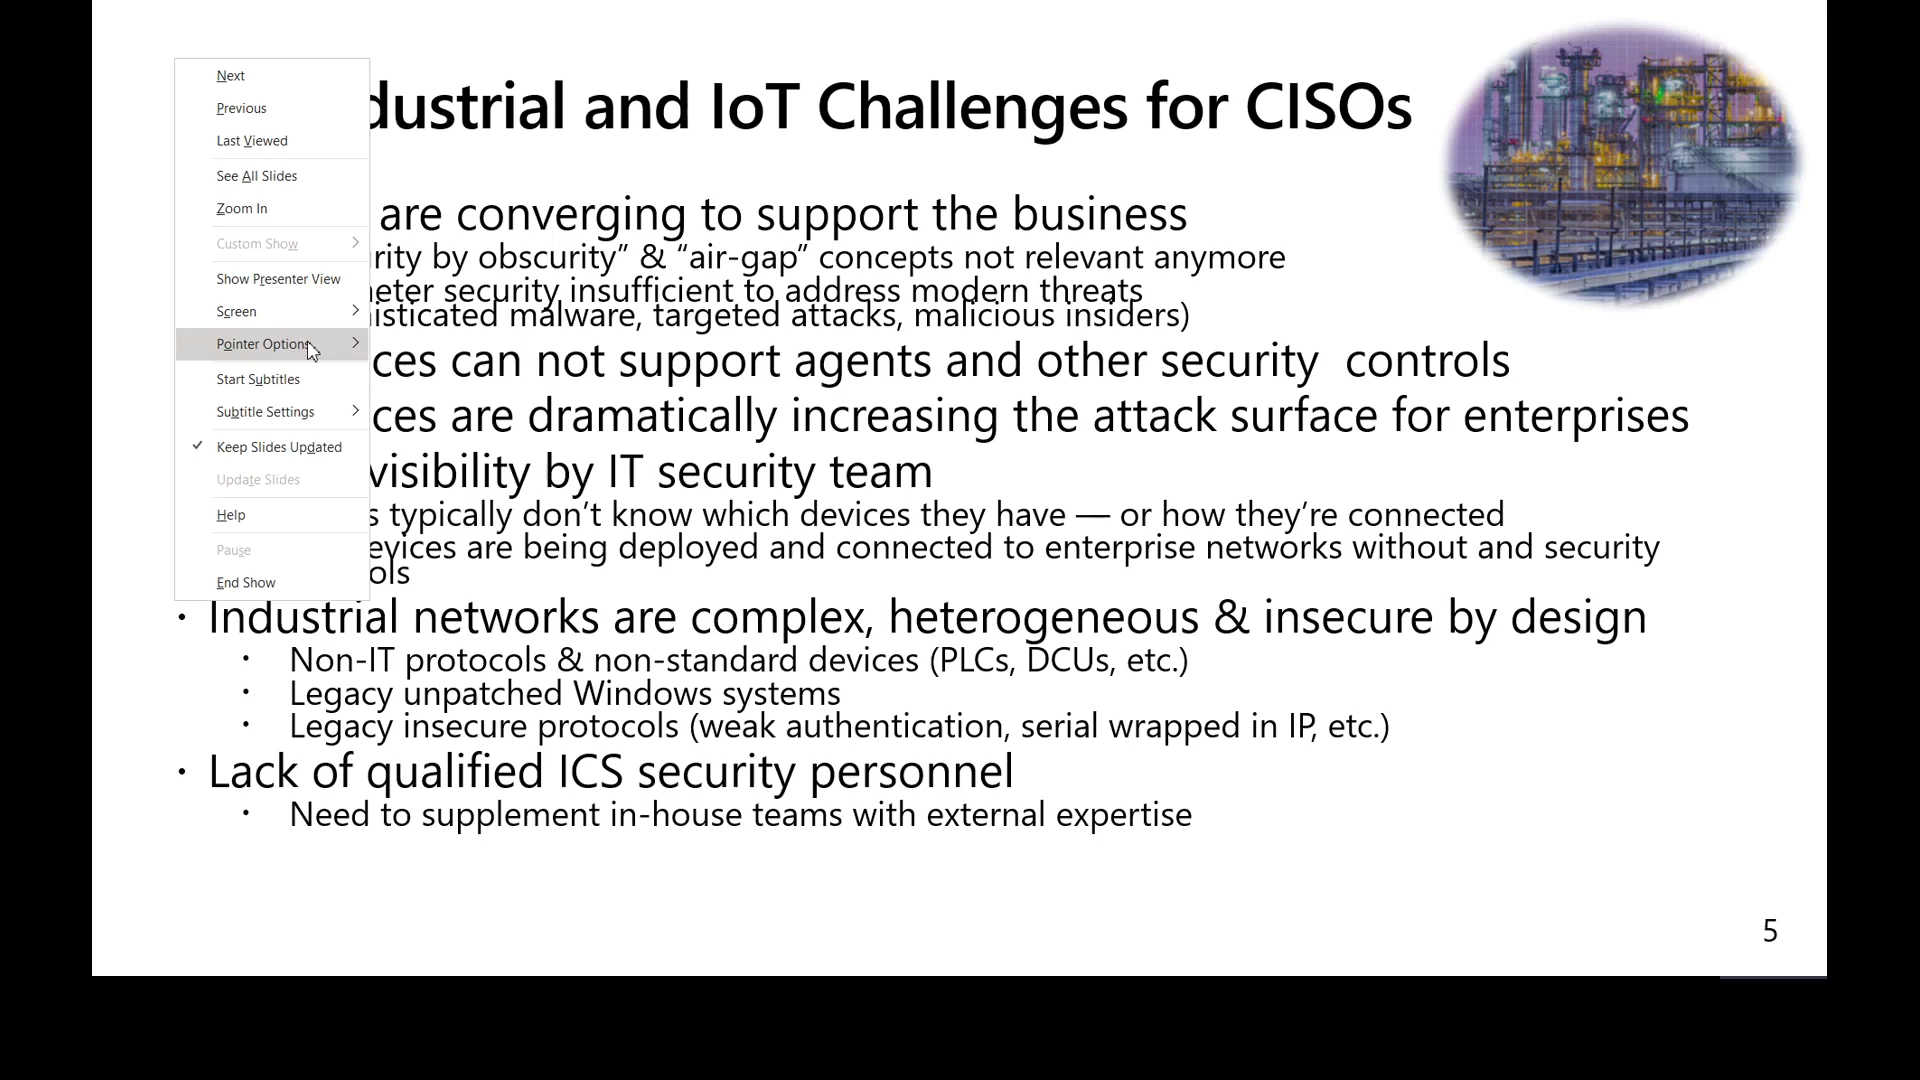 Next
Previous
Last Viewed
See All Slides
Zoom In
Custom Show
Show Presenter View
Screen
Pointer Options
Start Subtitles
Subtitle Settings
Keep Slides Updated
Update Slides
Help
Pause
End Show
dustrial and IoT Challenges for CISOs
are converging to support the business
rity by obscurity” & “air-gap” concepts not relevant anymore
eter security insufficient to address modern threats
isticated malware, targeted attacks, malicious insiders)
ces can not support agents and other security controls
ces are dramatically increasing the attack surface for enterprises
visibility by IT security team
s typically don’t know which devices they have — or how they’re connected
evices are being deployed and connected to enterprise networks without and security
ols
• Industrial networks are complex, heterogeneous & insecure by design
• Non-IT protocols & non-standard devices (PLCs, DCUs, etc.)
• Legacy unpatched Windows systems
• Legacy insecure protocols (weak authentication, serial wrapped in IP, etc.)
• Lack of qualified ICS security personnel
• Need to supplement in-house teams with external expertise
5